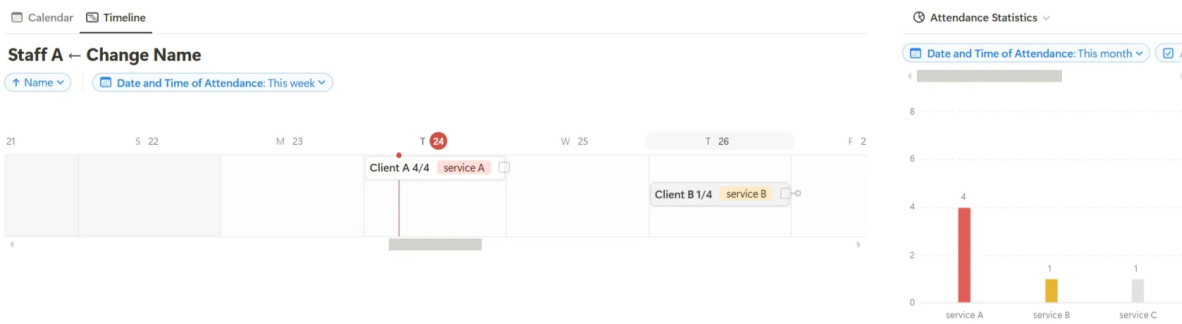 Calendar Timeline
Staff A ← Change Name
↑ Name
Date and Time of Attendance: This week
21 S 22 M 23 T 24 W 25 T 26 F 2
Client A 4/4 service A
Client B 1/4 service B
Attendance Statistics
Date and Time of Attendance: This month
8
6
4
2
0
4
1
1
service A service B service C